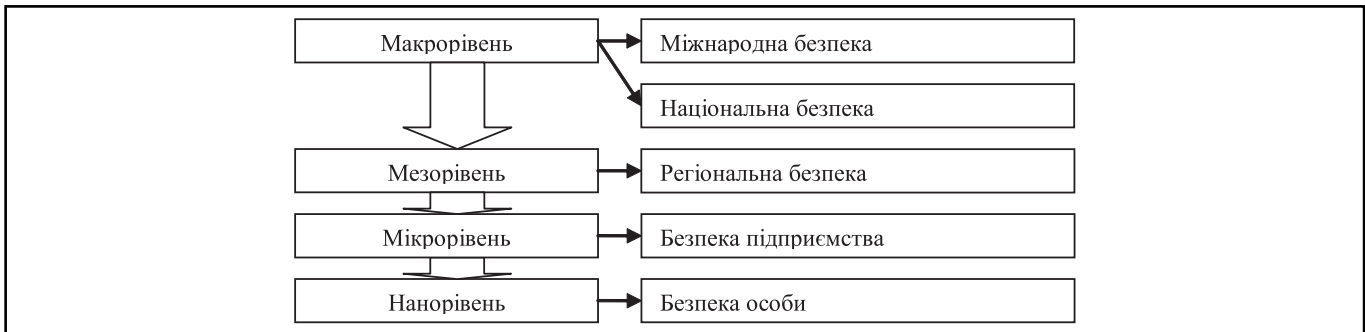 Макрорівень
Міжнародна безпека
Національна безпека
Мезорівень
Регіональна безпека
Мікрорівень
Безпека підприємства
Нанорівень
Безпека особи